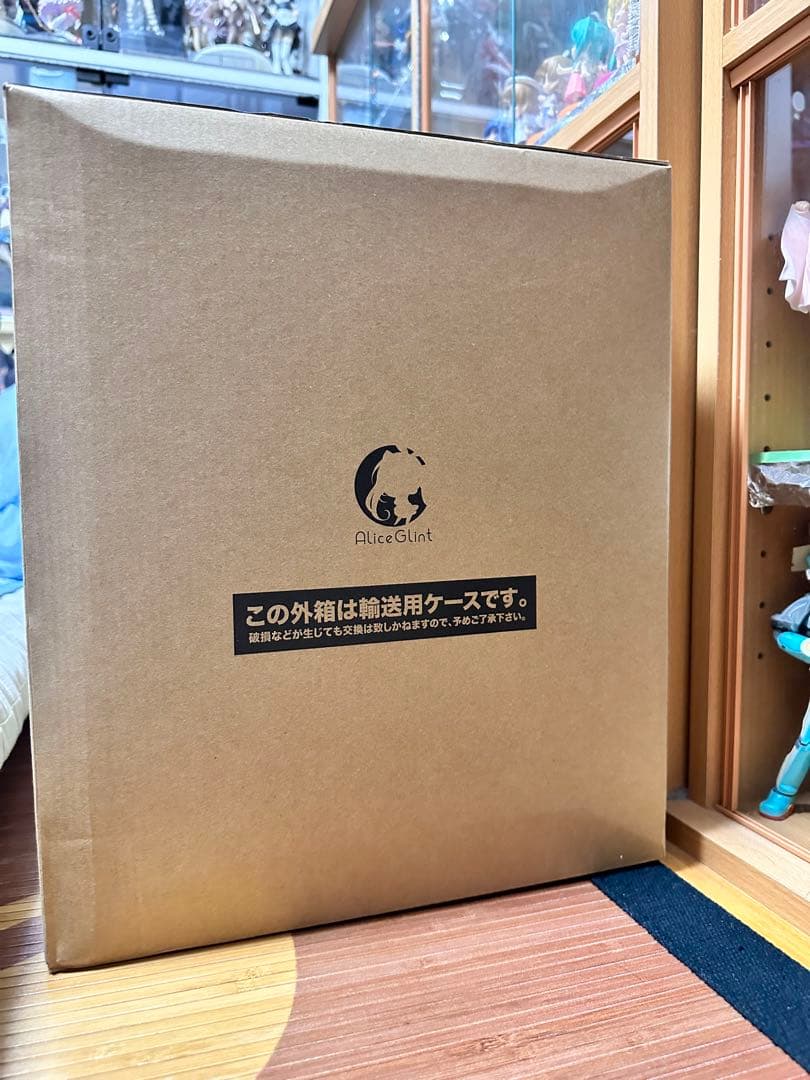 AliceGlint
この外箱は輸送用ケースです。
破損などが生じても交換は致しかねますので、予めご了承下さい。